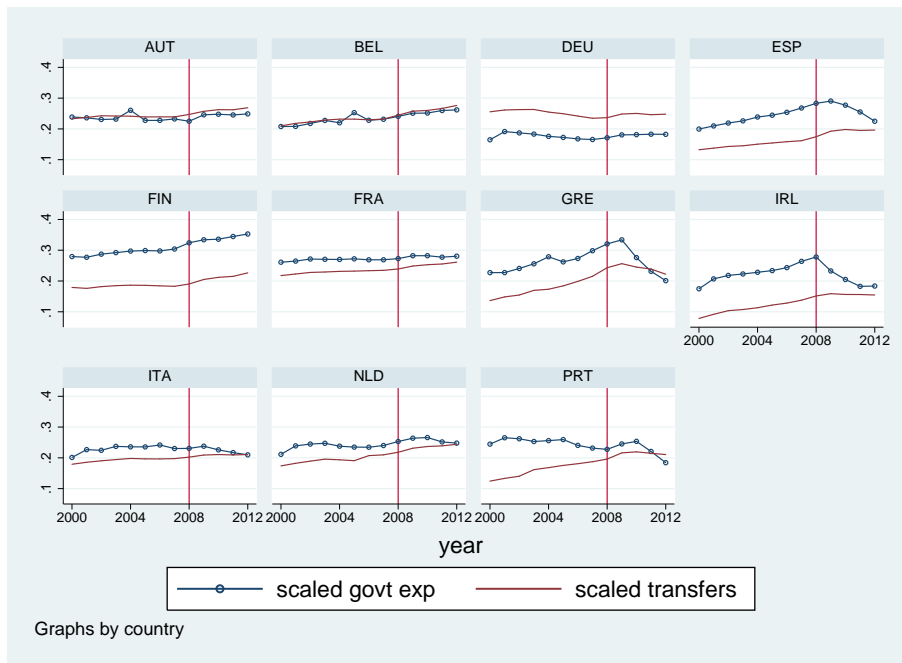 AUT BEL DEU ESP
.4
.3
.2
.1
FIN FRA GRE IRL
.4
.3
.2
.1
2000 2004 2008 2012
ITA NLD PRT
.4
.3
.2
.1
2000 2004 2008 2012 2000 2004 2008 2012 2000 2004 2008 2012
year
scaled govt exp scaled transfers
Graphs by country